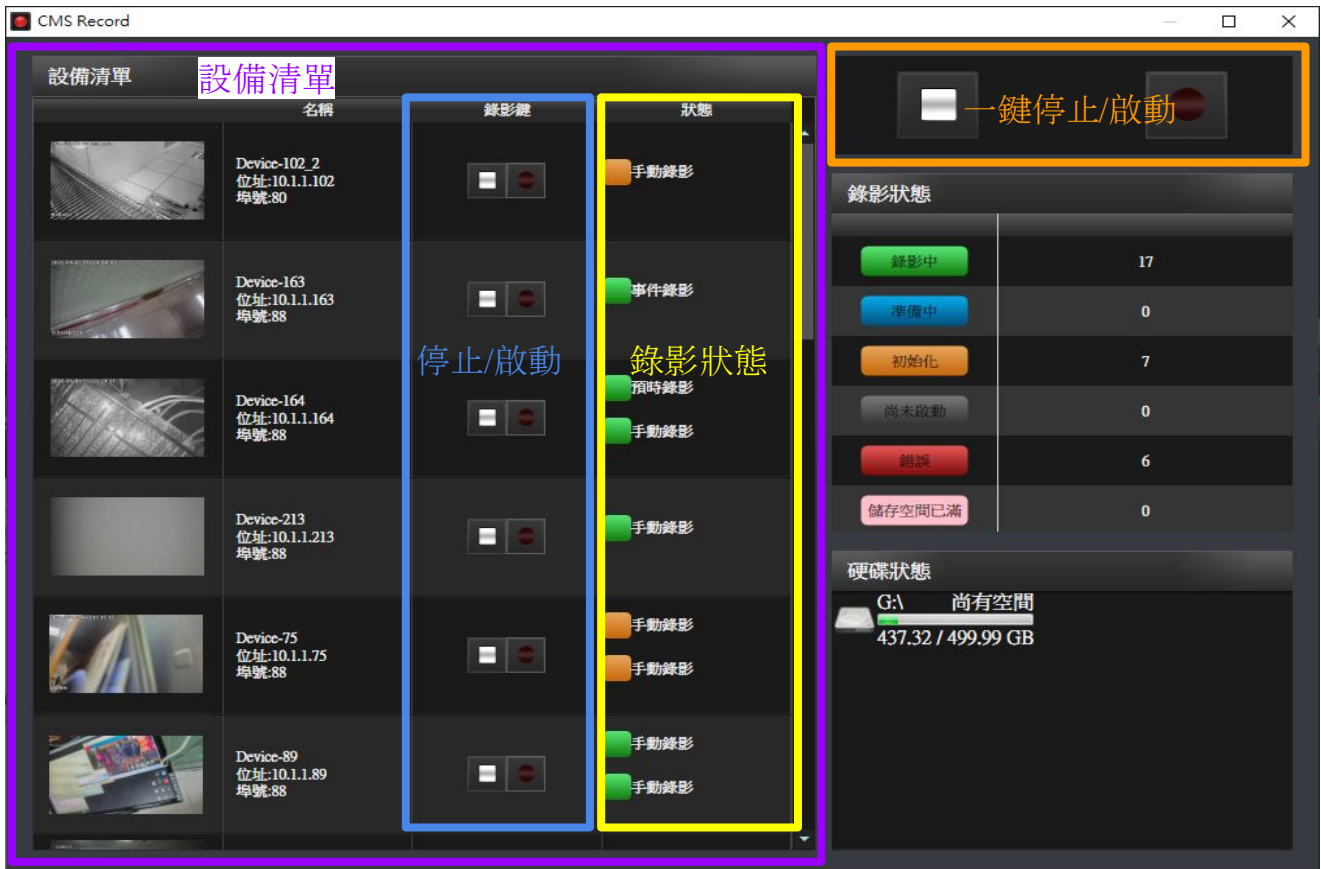 CMS Record
設備清單
設備清單
名稱
錄影鍵
狀態
Device-102_2
位址:10.1.1.102
埠號:80
手動錄影
Device-163
位址:10.1.1.163
埠號:88
事件錄影
停止/啟動
錄影狀態
Device-164
位址:10.1.1.164
埠號:88
預時錄影
手動錄影
Device-213
位址:10.1.1.213
埠號:88
手動錄影
Device-75
位址:10.1.1.75
埠號:88
手動錄影
手動錄影
Device-89
位址:10.1.1.89
埠號:88
手動錄影
手動錄影
一鍵停止/啟動
錄影狀態
錄影中 17
準備中 0
初始化 7
尚未啟動 0
錯誤 6
儲存空間已滿 0
硬碟狀態
G:\ 尚有空間
437.32 / 499.99 GB